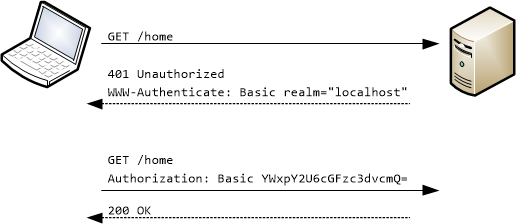 GET /home
401 Unauthorized
WWW-Authenticate: Basic realm="localhost"
GET /home
Authorization: Basic YWxpY2U6cGFzc3dvcmQ=
200 OK